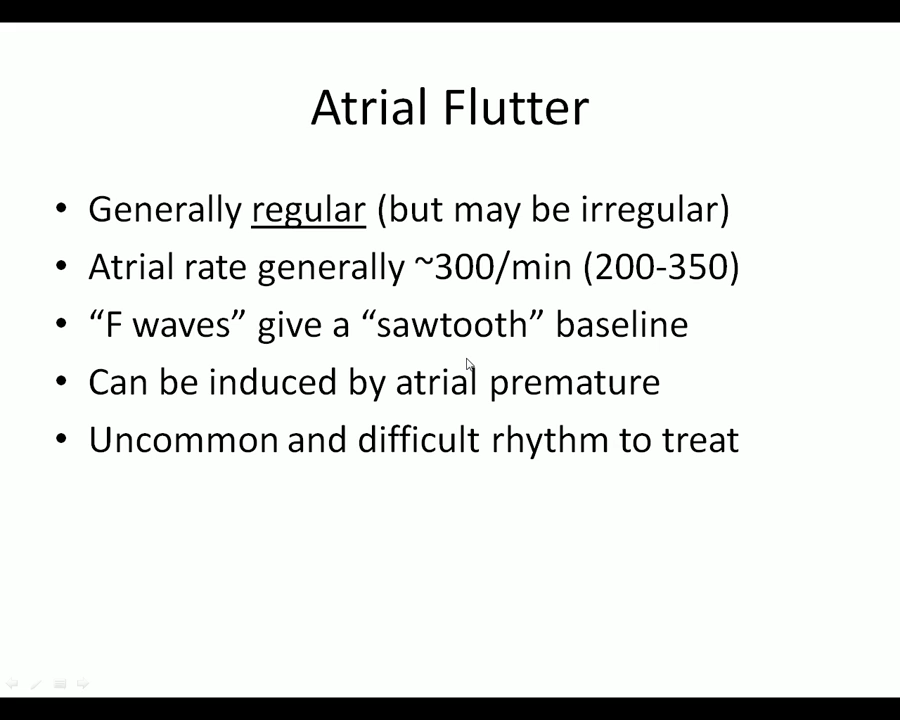 Atrial Flutter
• Generally regular (but may be irregular)
• Atrial rate generally ~300/min (200-350)
• “F waves” give a “sawtooth” baseline
• Can be induced by atrial premature
• Uncommon and difficult rhythm to treat